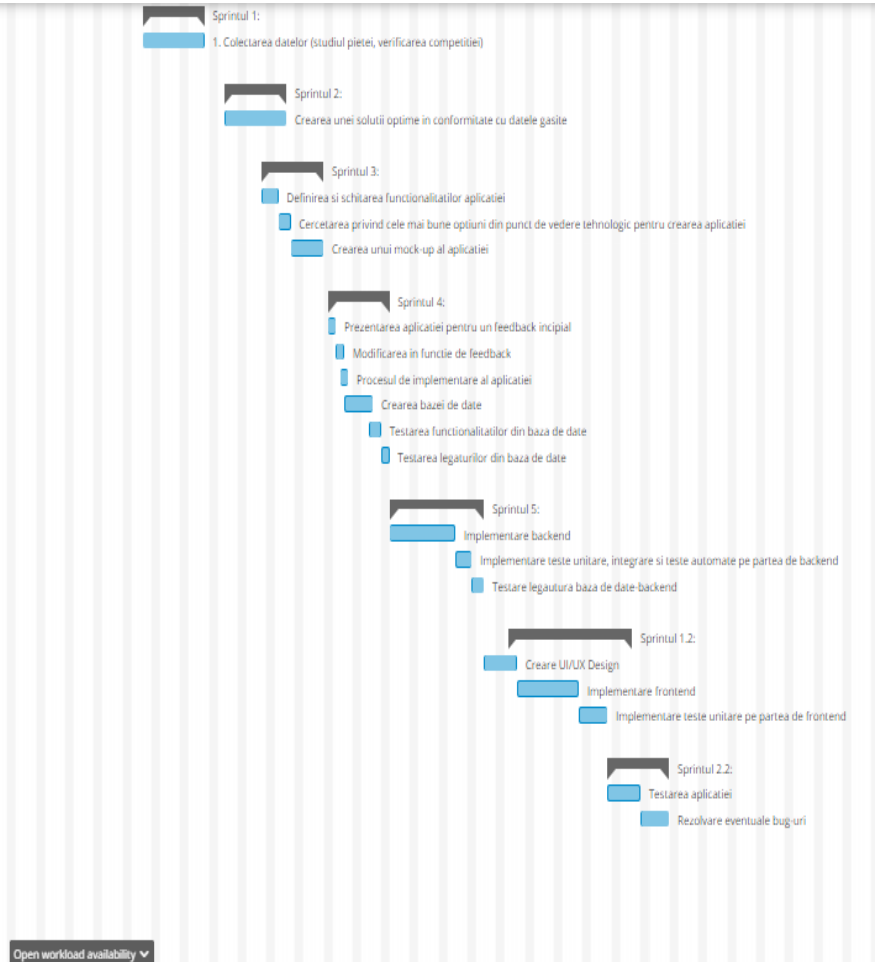 Sprintul 1:
1. Colectarea datelor (studiul pietei, verificarea competitiei)
Sprintul 2:
Crearea unei solutii optime in conformitate cu datele gasite
Sprintul 3:
Definirea si schitarea functionalitatilor aplicatiei
Cercetarea privind cele mai bune optiuni din punct de vedere tehnologic pentru crearea aplicatiei
Crearea unui mock-up al aplicatiei
Sprintul 4:
Prezentarea aplicatiei pentru un feedback incipial
Modificarea in functie de feedback
Procesul de implementare al aplicatiei
Crearea bazei de date
Testarea functionalitatilor din baza de date
Testarea legaturilor din baza de date
Sprintul 5:
Implementare backend
Implementare teste unitare, integrare si teste automate pe partea de backend
Testare legautura baza de date-backend
Sprintul 1.2:
Creare UI/UX Design
Implementare frontend
Implementare teste unitare pe partea de frontend
Sprintul 2.2:
Testarea aplicatiei
Rezolvare eventuale bug-uri
Open workload availability